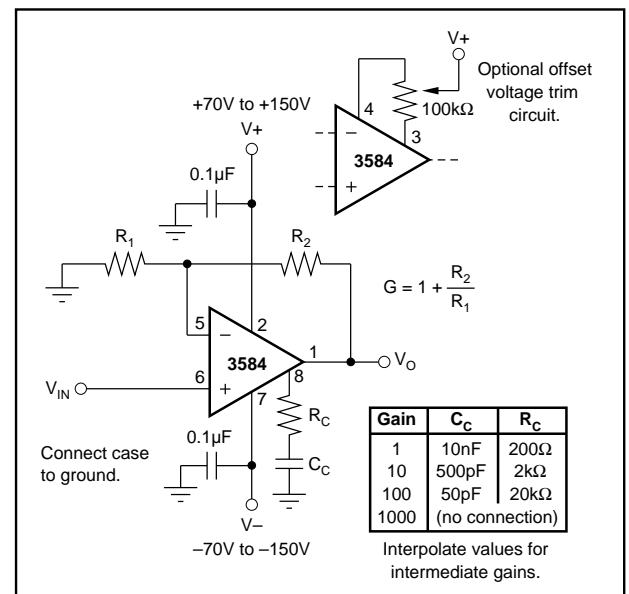 V+
Optional offset
voltage trim
circuit.
4
100kΩ
3
3584
−
+
+70V to +150V
V+
0.1µF
R1
R2
G = 1 + R2
R1
5
−
2
3584
1
VO
VIN
6
+
8
7
RC
0.1µF
CC
Connect case
to ground.
V–
–70V to –150V
Gain CC RC
1 10nF 200Ω
10 500pF 2kΩ
100 50pF 20kΩ
1000 (no connection)
Interpolate values for
intermediate gains.